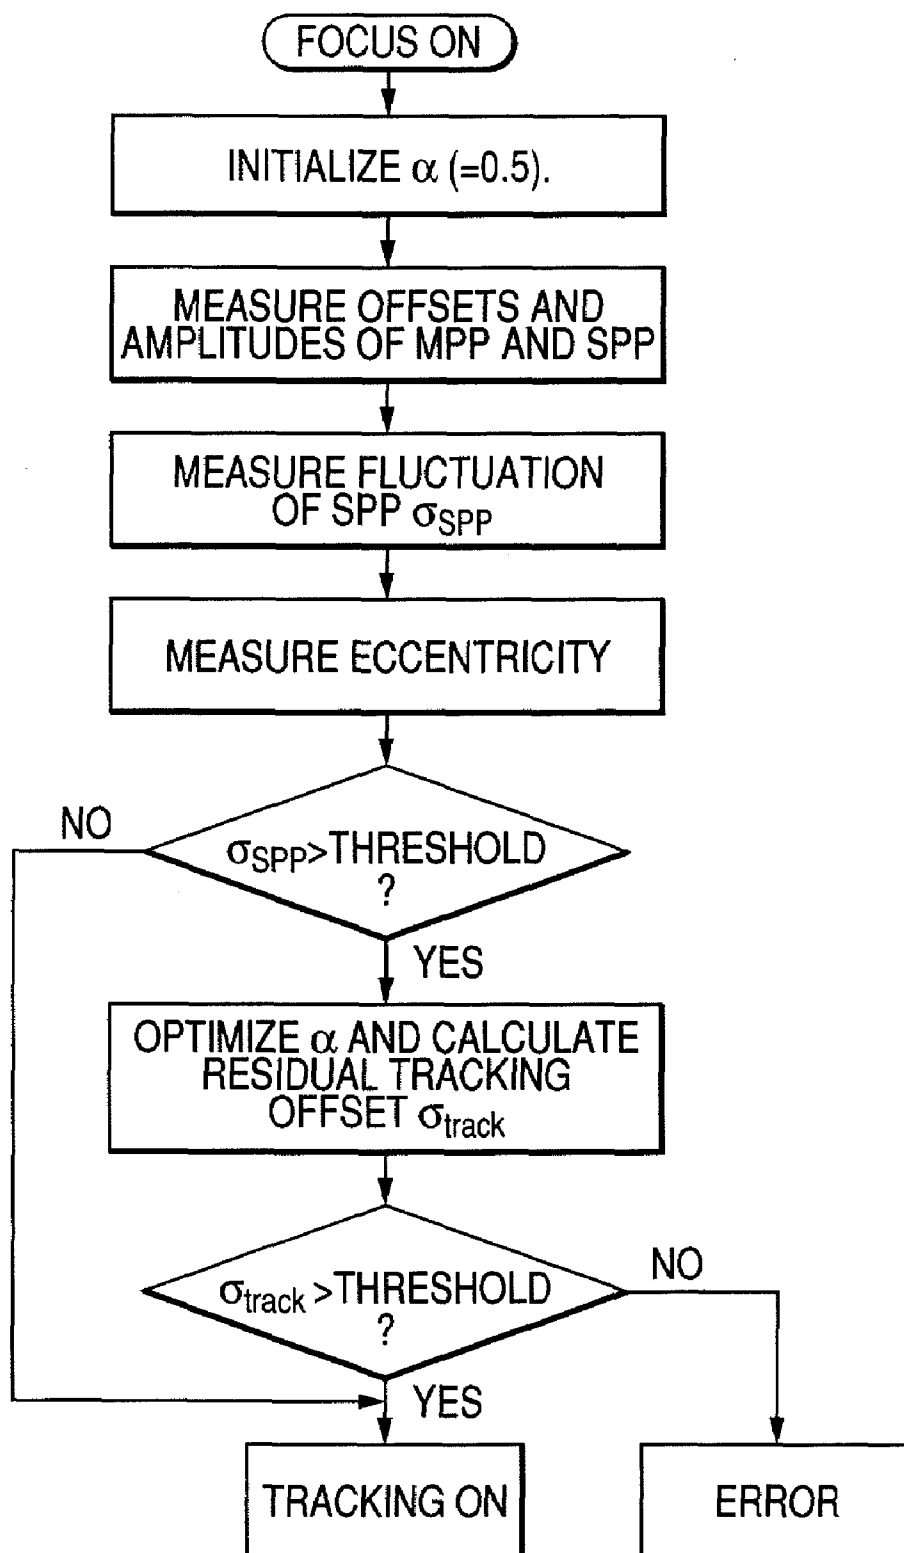 FOCUS ON
INITIALIZE α (=0.5).
MEASURE OFFSETS AND
AMPLITUDES OF MPP AND SPP
MEASURE FLUCTUATION
OF SPP σSPP
MEASURE ECCENTRICITY
NO
σSPP>THRESHOLD
?
YES
OPTIMIZE α AND CALCULATE
RESIDUAL TRACKING
OFFSET σtrack
NO
σtrack >THRESHOLD
?
YES
TRACKING ON
ERROR